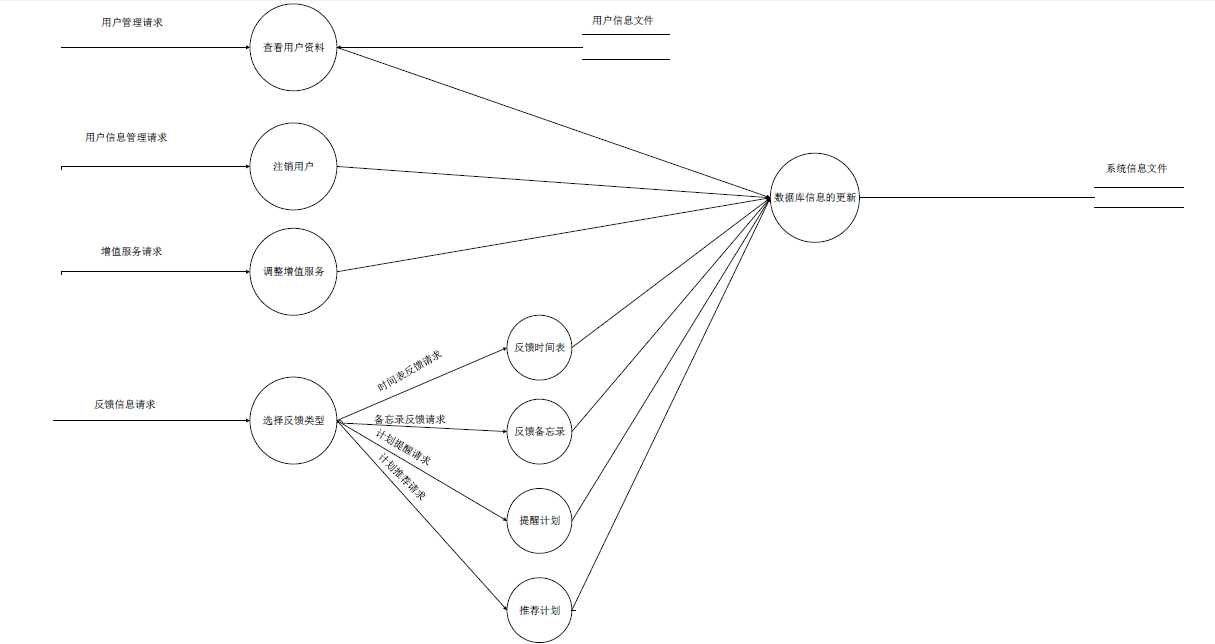 用户管理请求
查看用户资料
用户信息文件
用户信息管理请求
注销用户
数据库信息的更新
系统信息文件
增值服务请求
调整增值服务
反馈时间表
时间表反馈请求
反馈信息请求
选择反馈类型
备忘录反馈请求
反馈备忘录
计划提醒请求
计划推荐请求
提醒计划
推荐计划